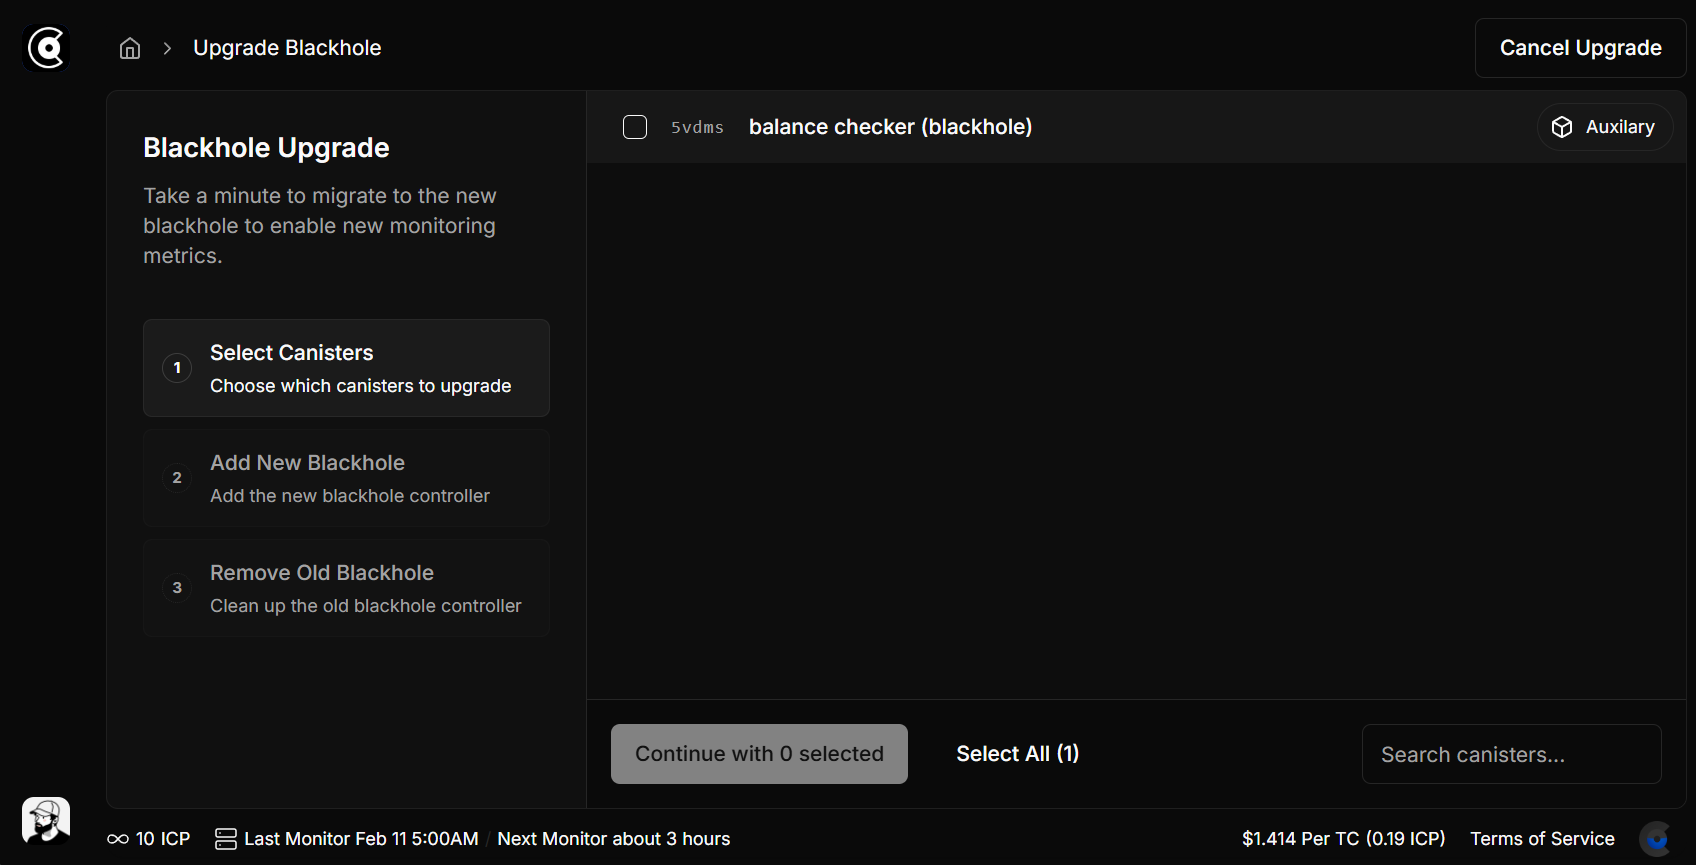 Upgrade Blackhole
Cancel Upgrade
Blackhole Upgrade
Take a minute to migrate to the new
blackhole to enable new monitoring
metrics.
1
Select Canisters
Choose which canisters to upgrade
2
Add New Blackhole
Add the new blackhole controller
3
Remove Old Blackhole
Clean up the old blackhole controller
5vdms balance checker (blackhole)
Auxilary
Continue with 0 selected
Select All (1)
Search canisters...
10 ICP
Last Monitor Feb 11 5:00AM / Next Monitor about 3 hours
$1.414 Per TC (0.19 ICP)
Terms of Service